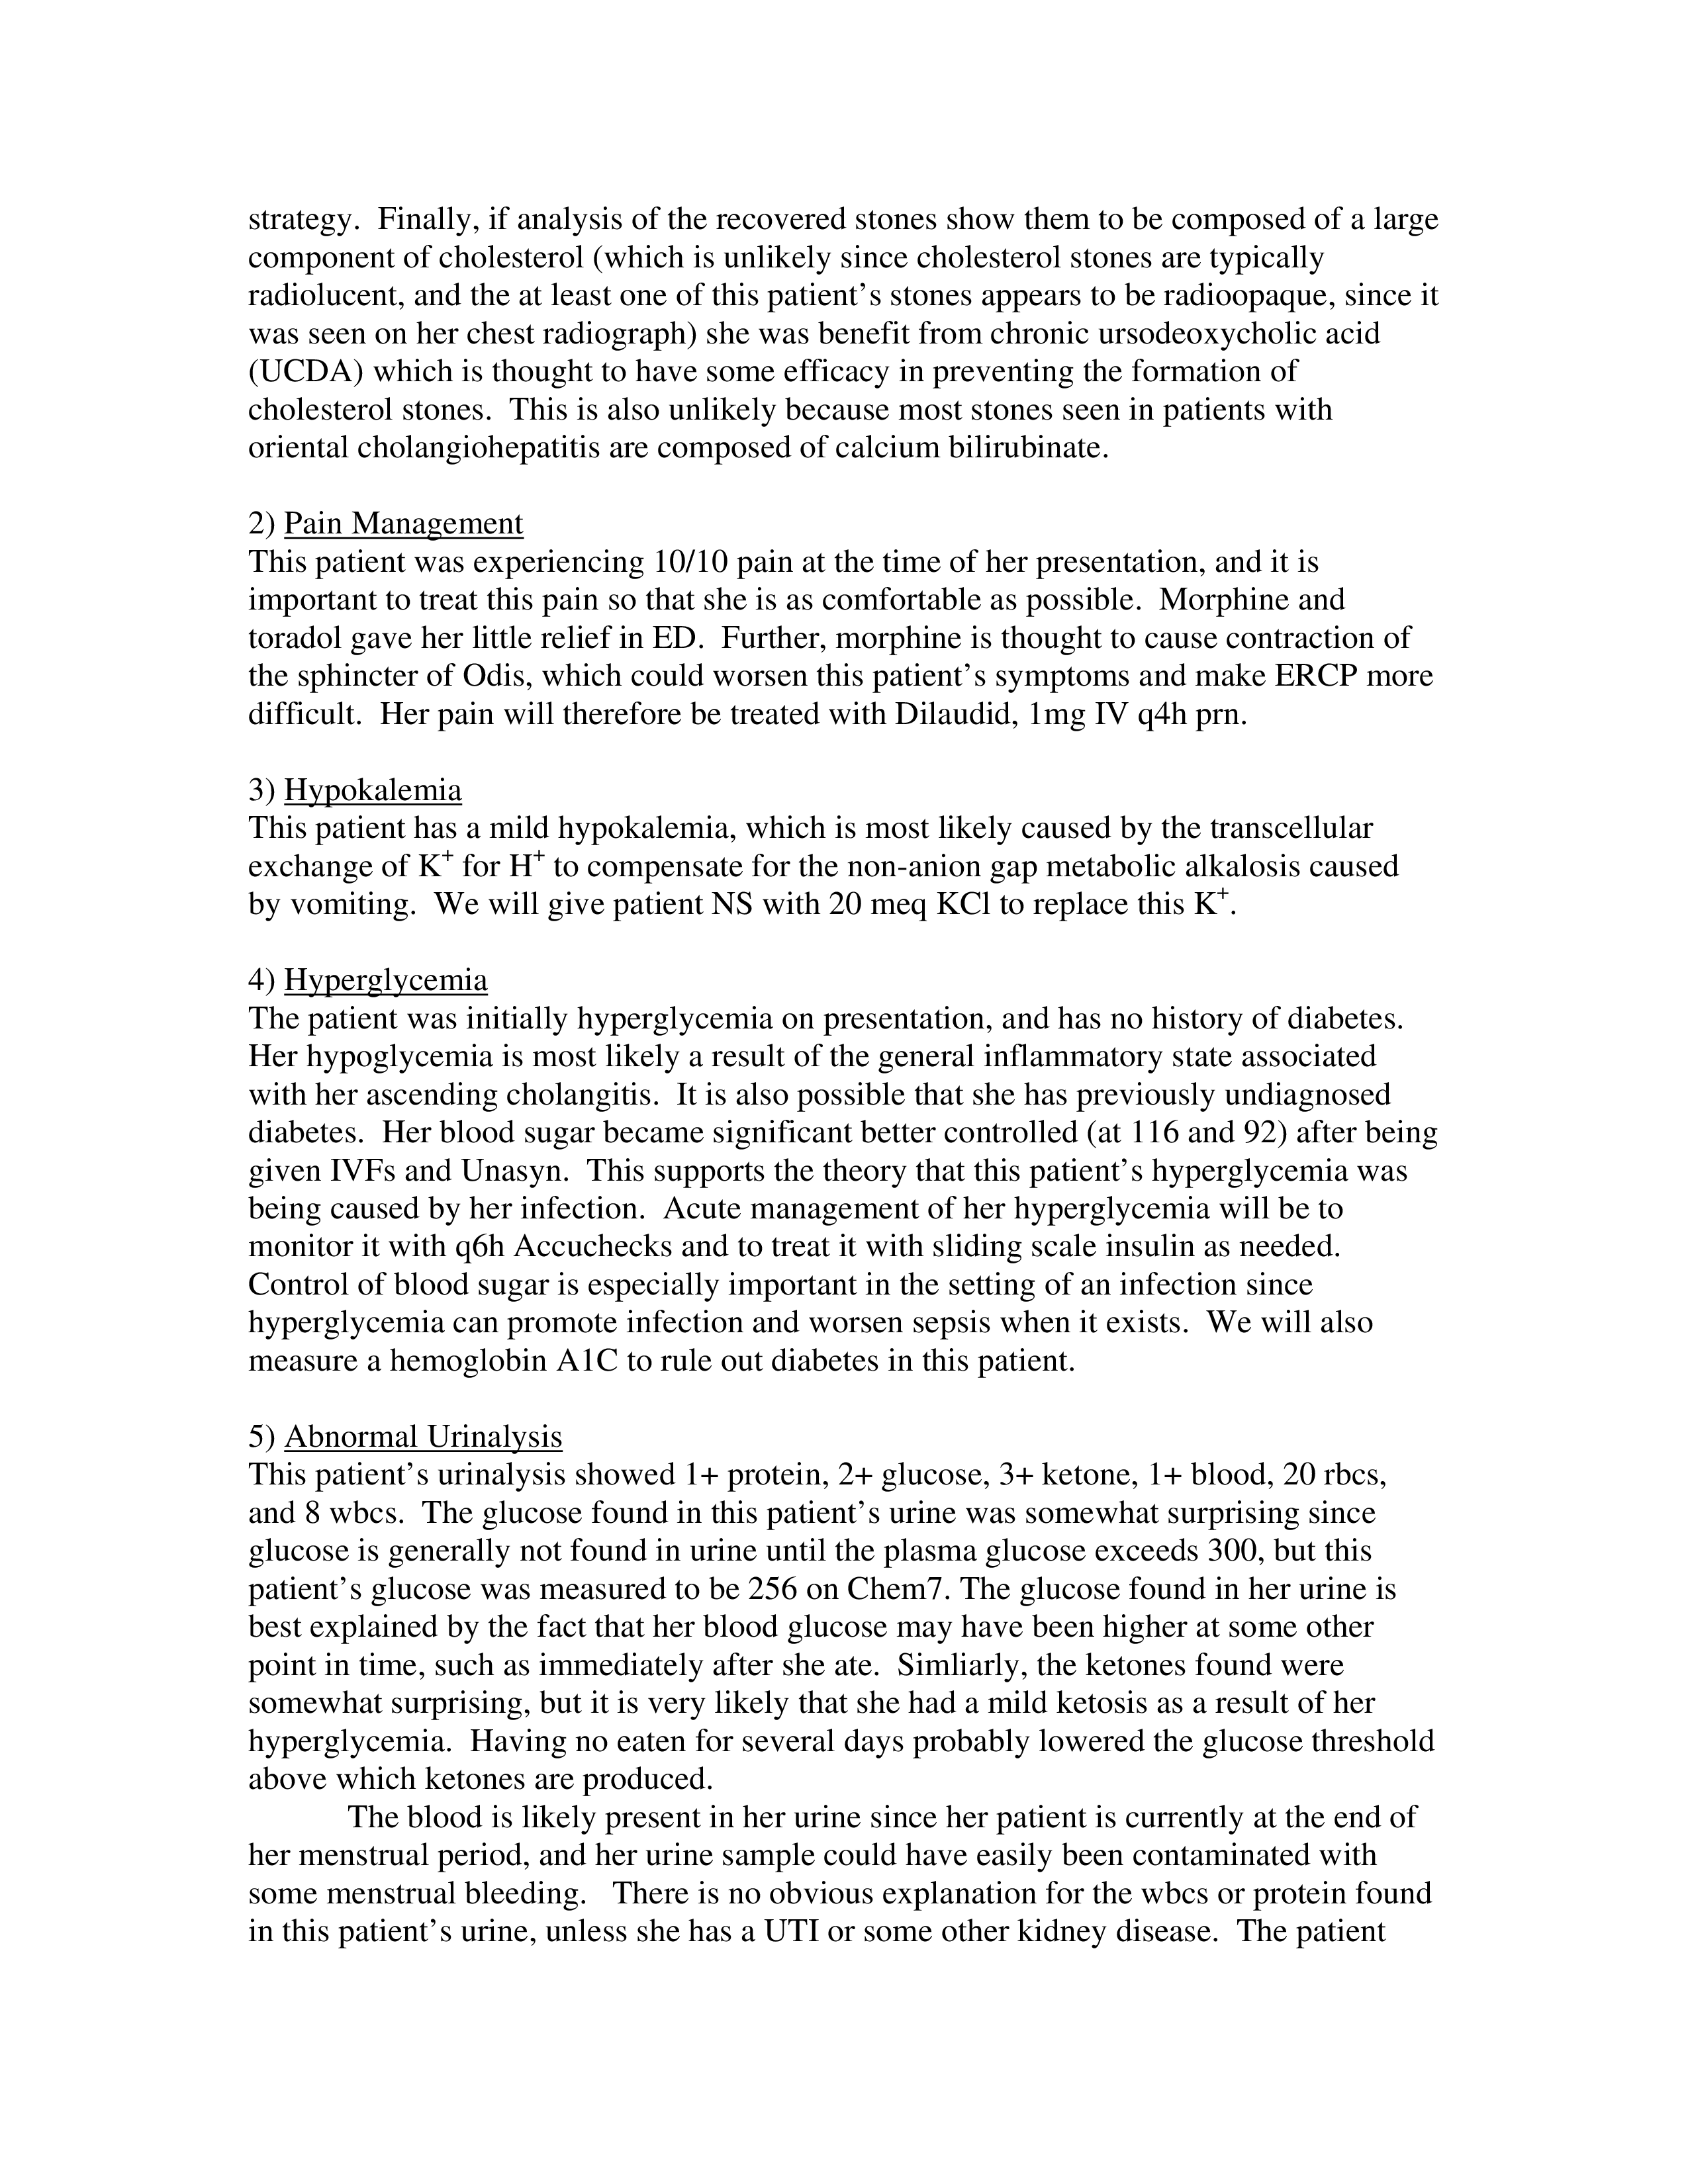 strategy.  Finally, if analysis of the recovered stones show them to be composed of a large
component of cholesterol (which is unlikely since cholesterol stones are typically
radiolucent, and the at least one of this patient’s stones appears to be radioopaque, since it
was seen on her chest radiograph) she was benefit from chronic ursodeoxycholic acid
(UCDA) which is thought to have some efficacy in preventing the formation of
cholesterol stones.  This is also unlikely because most stones seen in patients with
oriental cholangiohepatitis are composed of calcium bilirubinate.

2) Pain Management
This patient was experiencing 10/10 pain at the time of her presentation, and it is
important to treat this pain so that she is as comfortable as possible.  Morphine and
toradol gave her little relief in ED.  Further, morphine is thought to cause contraction of
the sphincter of Odis, which could worsen this patient’s symptoms and make ERCP more
difficult.  Her pain will therefore be treated with Dilaudid, 1mg IV q4h prn.

3) Hypokalemia
This patient has a mild hypokalemia, which is most likely caused by the transcellular
exchange of K⁺ for H⁺ to compensate for the non-anion gap metabolic alkalosis caused
by vomiting.  We will give patient NS with 20 meq KCl to replace this K⁺.

4) Hyperglycemia
The patient was initially hyperglycemia on presentation, and has no history of diabetes.
Her hypoglycemia is most likely a result of the general inflammatory state associated
with her ascending cholangitis.  It is also possible that she has previously undiagnosed
diabetes.  Her blood sugar became significant better controlled (at 116 and 92) after being
given IVFs and Unasyn.  This supports the theory that this patient’s hyperglycemia was
being caused by her infection.  Acute management of her hyperglycemia will be to
monitor it with q6h Accuchecks and to treat it with sliding scale insulin as needed.
Control of blood sugar is especially important in the setting of an infection since
hyperglycemia can promote infection and worsen sepsis when it exists.  We will also
measure a hemoglobin A1C to rule out diabetes in this patient.

5) Abnormal Urinalysis
This patient’s urinalysis showed 1+ protein, 2+ glucose, 3+ ketone, 1+ blood, 20 rbcs,
and 8 wbcs.  The glucose found in this patient’s urine was somewhat surprising since
glucose is generally not found in urine until the plasma glucose exceeds 300, but this
patient’s glucose was measured to be 256 on Chem7. The glucose found in her urine is
best explained by the fact that her blood glucose may have been higher at some other
point in time, such as immediately after she ate.  Simliarly, the ketones found were
somewhat surprising, but it is very likely that she had a mild ketosis as a result of her
hyperglycemia.  Having no eaten for several days probably lowered the glucose threshold
above which ketones are produced.
The blood is likely present in her urine since her patient is currently at the end of
her menstrual period, and her urine sample could have easily been contaminated with
some menstrual bleeding.   There is no obvious explanation for the wbcs or protein found
in this patient’s urine, unless she has a UTI or some other kidney disease.  The patient